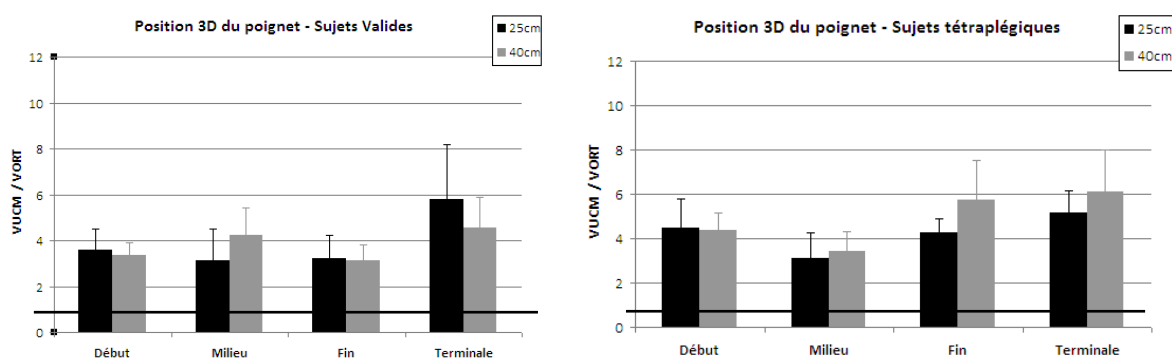 Position 3D du poignet - Sujets Valides
25cm
40cm
VUCM / VORT
12
10
8
6
4
2
0
Début Milieu Fin Terminale
Position 3D du poignet - Sujets tétraplégiques
25cm
40cm
VUCM / VORT
12
10
8
6
4
2
0
Début Milieu Fin Terminale